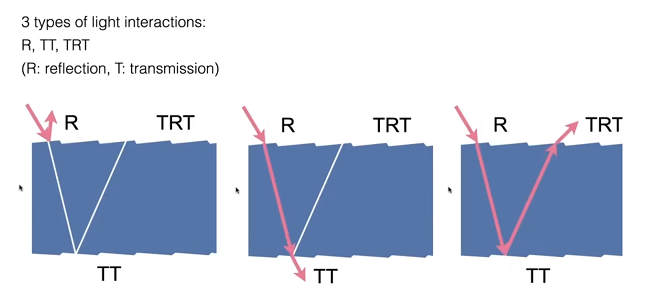 3 types of light interactions:
R, TT, TRT
(R: reflection, T: transmission)
R TRT
TT
R TRT
TT
R TRT
TT